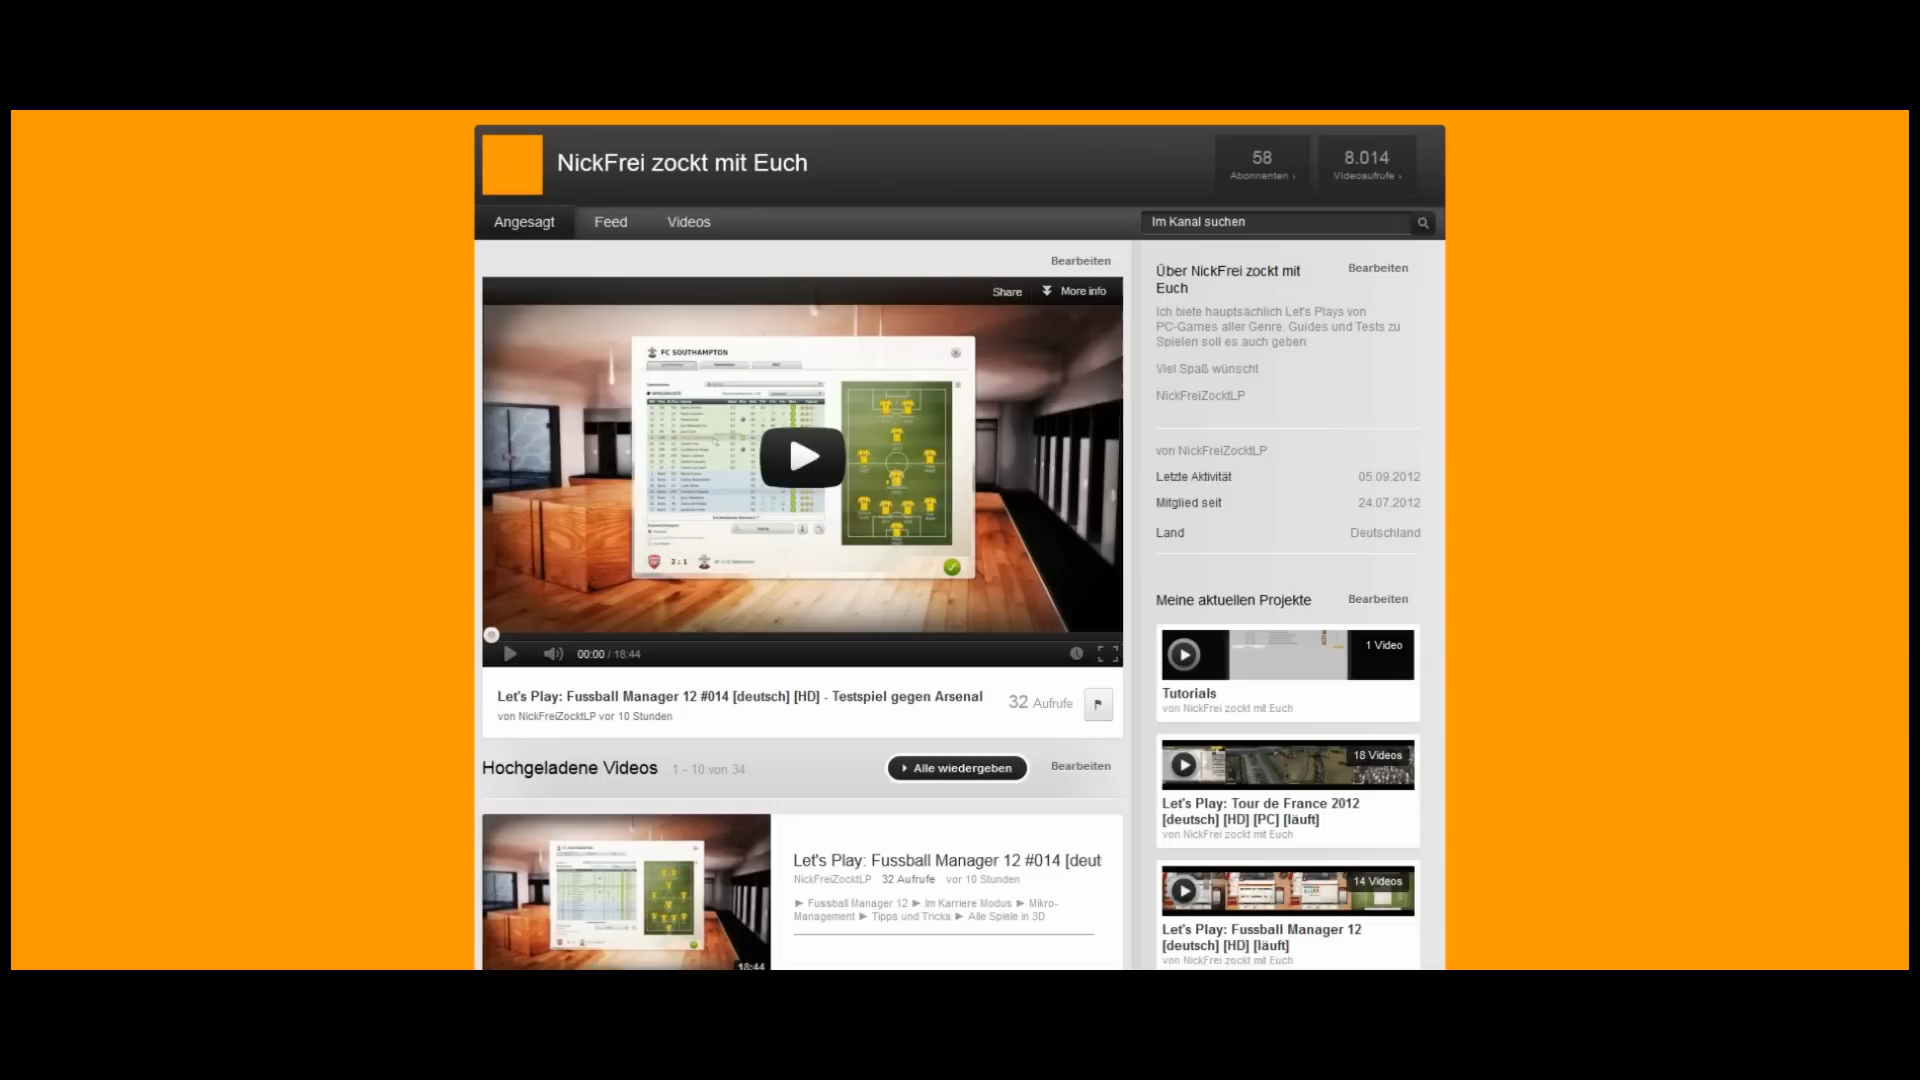 NickFrei zockt mit Euch
58
Abonnenten ›
8.014
Videoaufrufe ›
Angesagt
Feed
Videos
Im Kanal suchen
Bearbeiten
Share
More info
FC SOUTHAMPTON
2:1
00:00 / 18:44
Let's Play: Fussball Manager 12 #014 [deutsch] [HD] - Testspiel gegen Arsenal
von NickFreiZocktLP vor 10 Stunden
32 Aufrufe
Hochgeladene Videos
1 - 10 von 34
Alle wiedergeben
Bearbeiten
18:44
Let's Play: Fussball Manager 12 #014 [deut
NickFreiZocktLP 32 Aufrufe vor 10 Stunden
► Fussball Manager 12 ► Im Karriere Modus ► Mikro-
Management ► Tipps und Tricks ► Alle Spiele in 3D
Über NickFrei zockt mit
Euch
Bearbeiten
Ich biete hauptsächlich Let's Plays von
PC-Games aller Genre. Guides und Tests zu
Spielen soll es auch geben.
Viel Spaß wünscht
NickFreiZocktLP
von NickFreiZocktLP
Letzte Aktivität 05.09.2012
Mitglied seit 24.07.2012
Land Deutschland
Meine aktuellen Projekte
Bearbeiten
1 Video
Tutorials
von NickFrei zockt mit Euch
18 Videos
Let's Play: Tour de France 2012
[deutsch] [HD] [PC] [läuft]
von NickFrei zockt mit Euch
14 Videos
Let's Play: Fussball Manager 12
[deutsch] [HD] [läuft]
von NickFrei zockt mit Euch